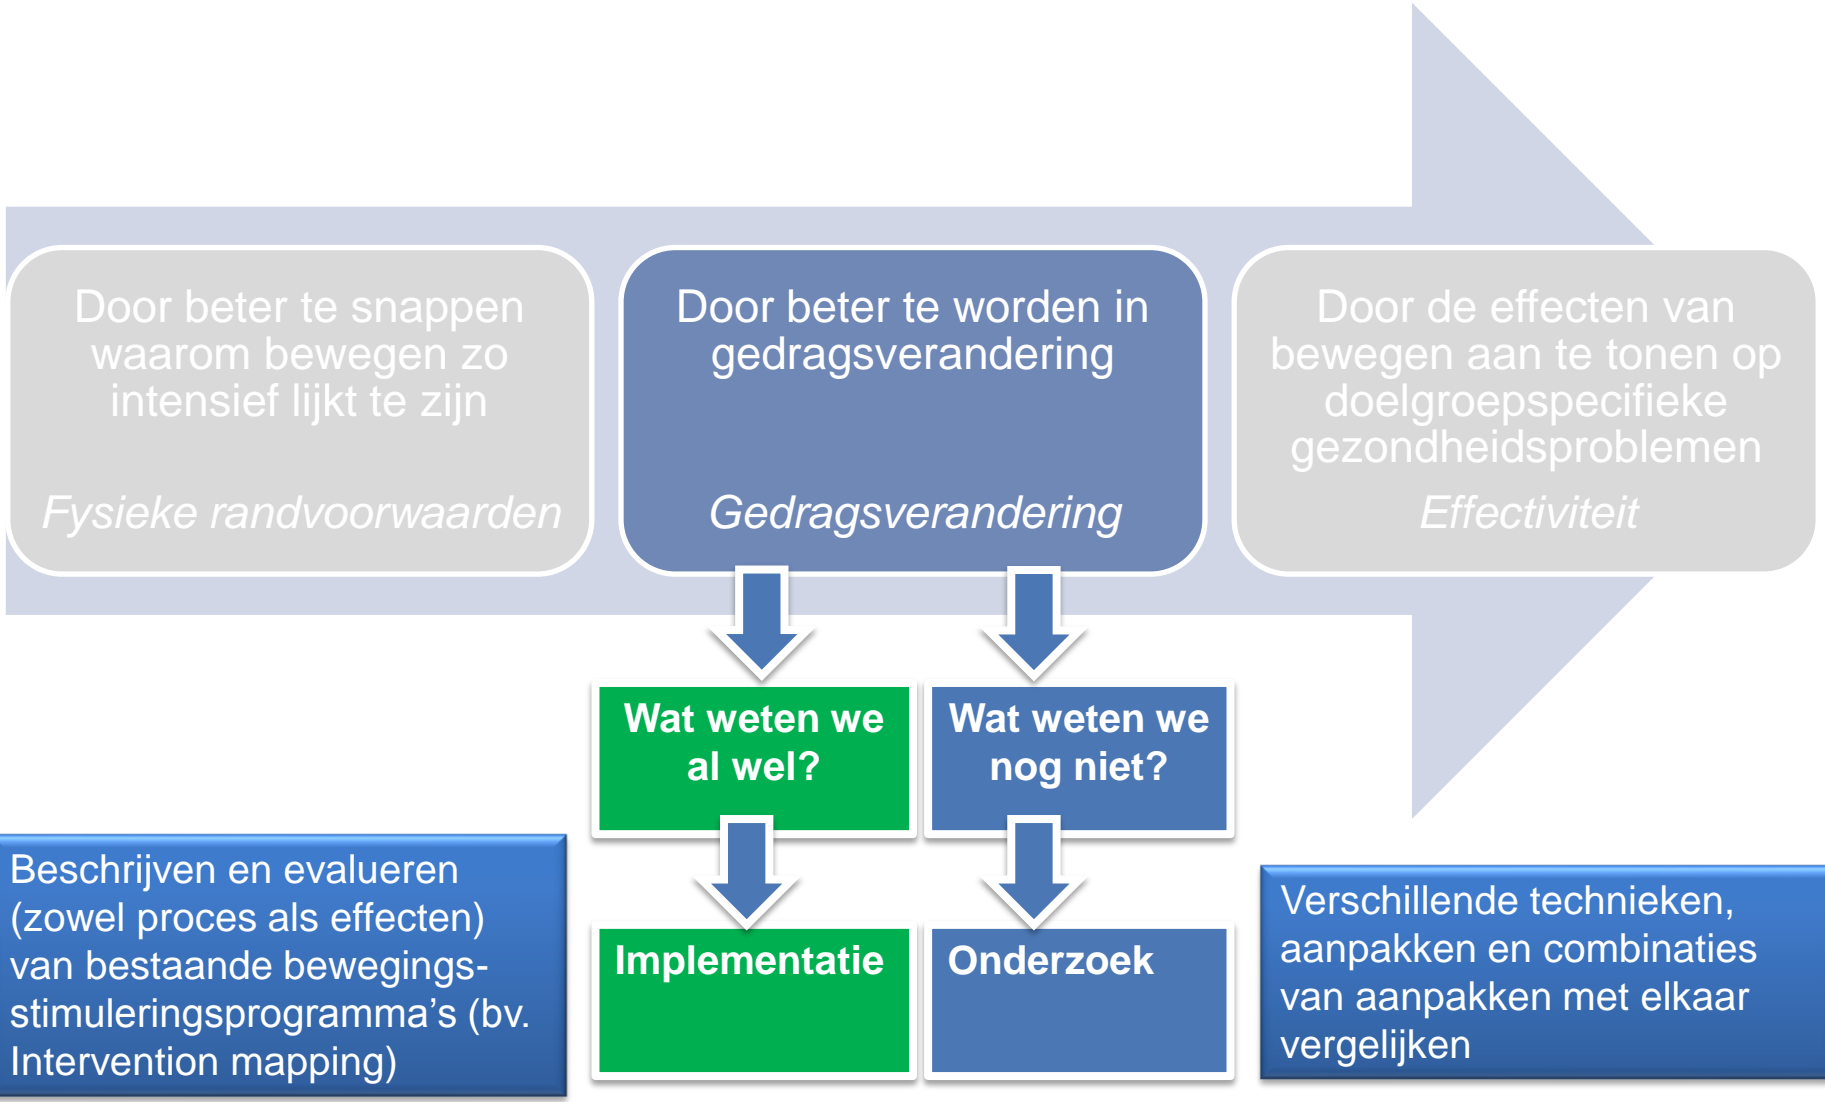 Door beter te snappen
waarom bewegen zo
intensief lijkt te zijn
Fysieke randvoorwaarden
Door beter te worden in
gedragsverandering
Gedragsverandering
Door de effecten van
bewegen aan te tonen op
doelgroepspecifieke
gezondheidsproblemen
Effectiviteit
Wat weten we
al wel?
Wat weten we
nog niet?
Beschrijven en evalueren
(zowel proces als effecten)
van bestaande bewegings-
stimuleringsprogramma’s (bv.
Intervention mapping)
Implementatie
Onderzoek
Verschillende technieken,
aanpakken en combinaties
van aanpakken met elkaar
vergelijken